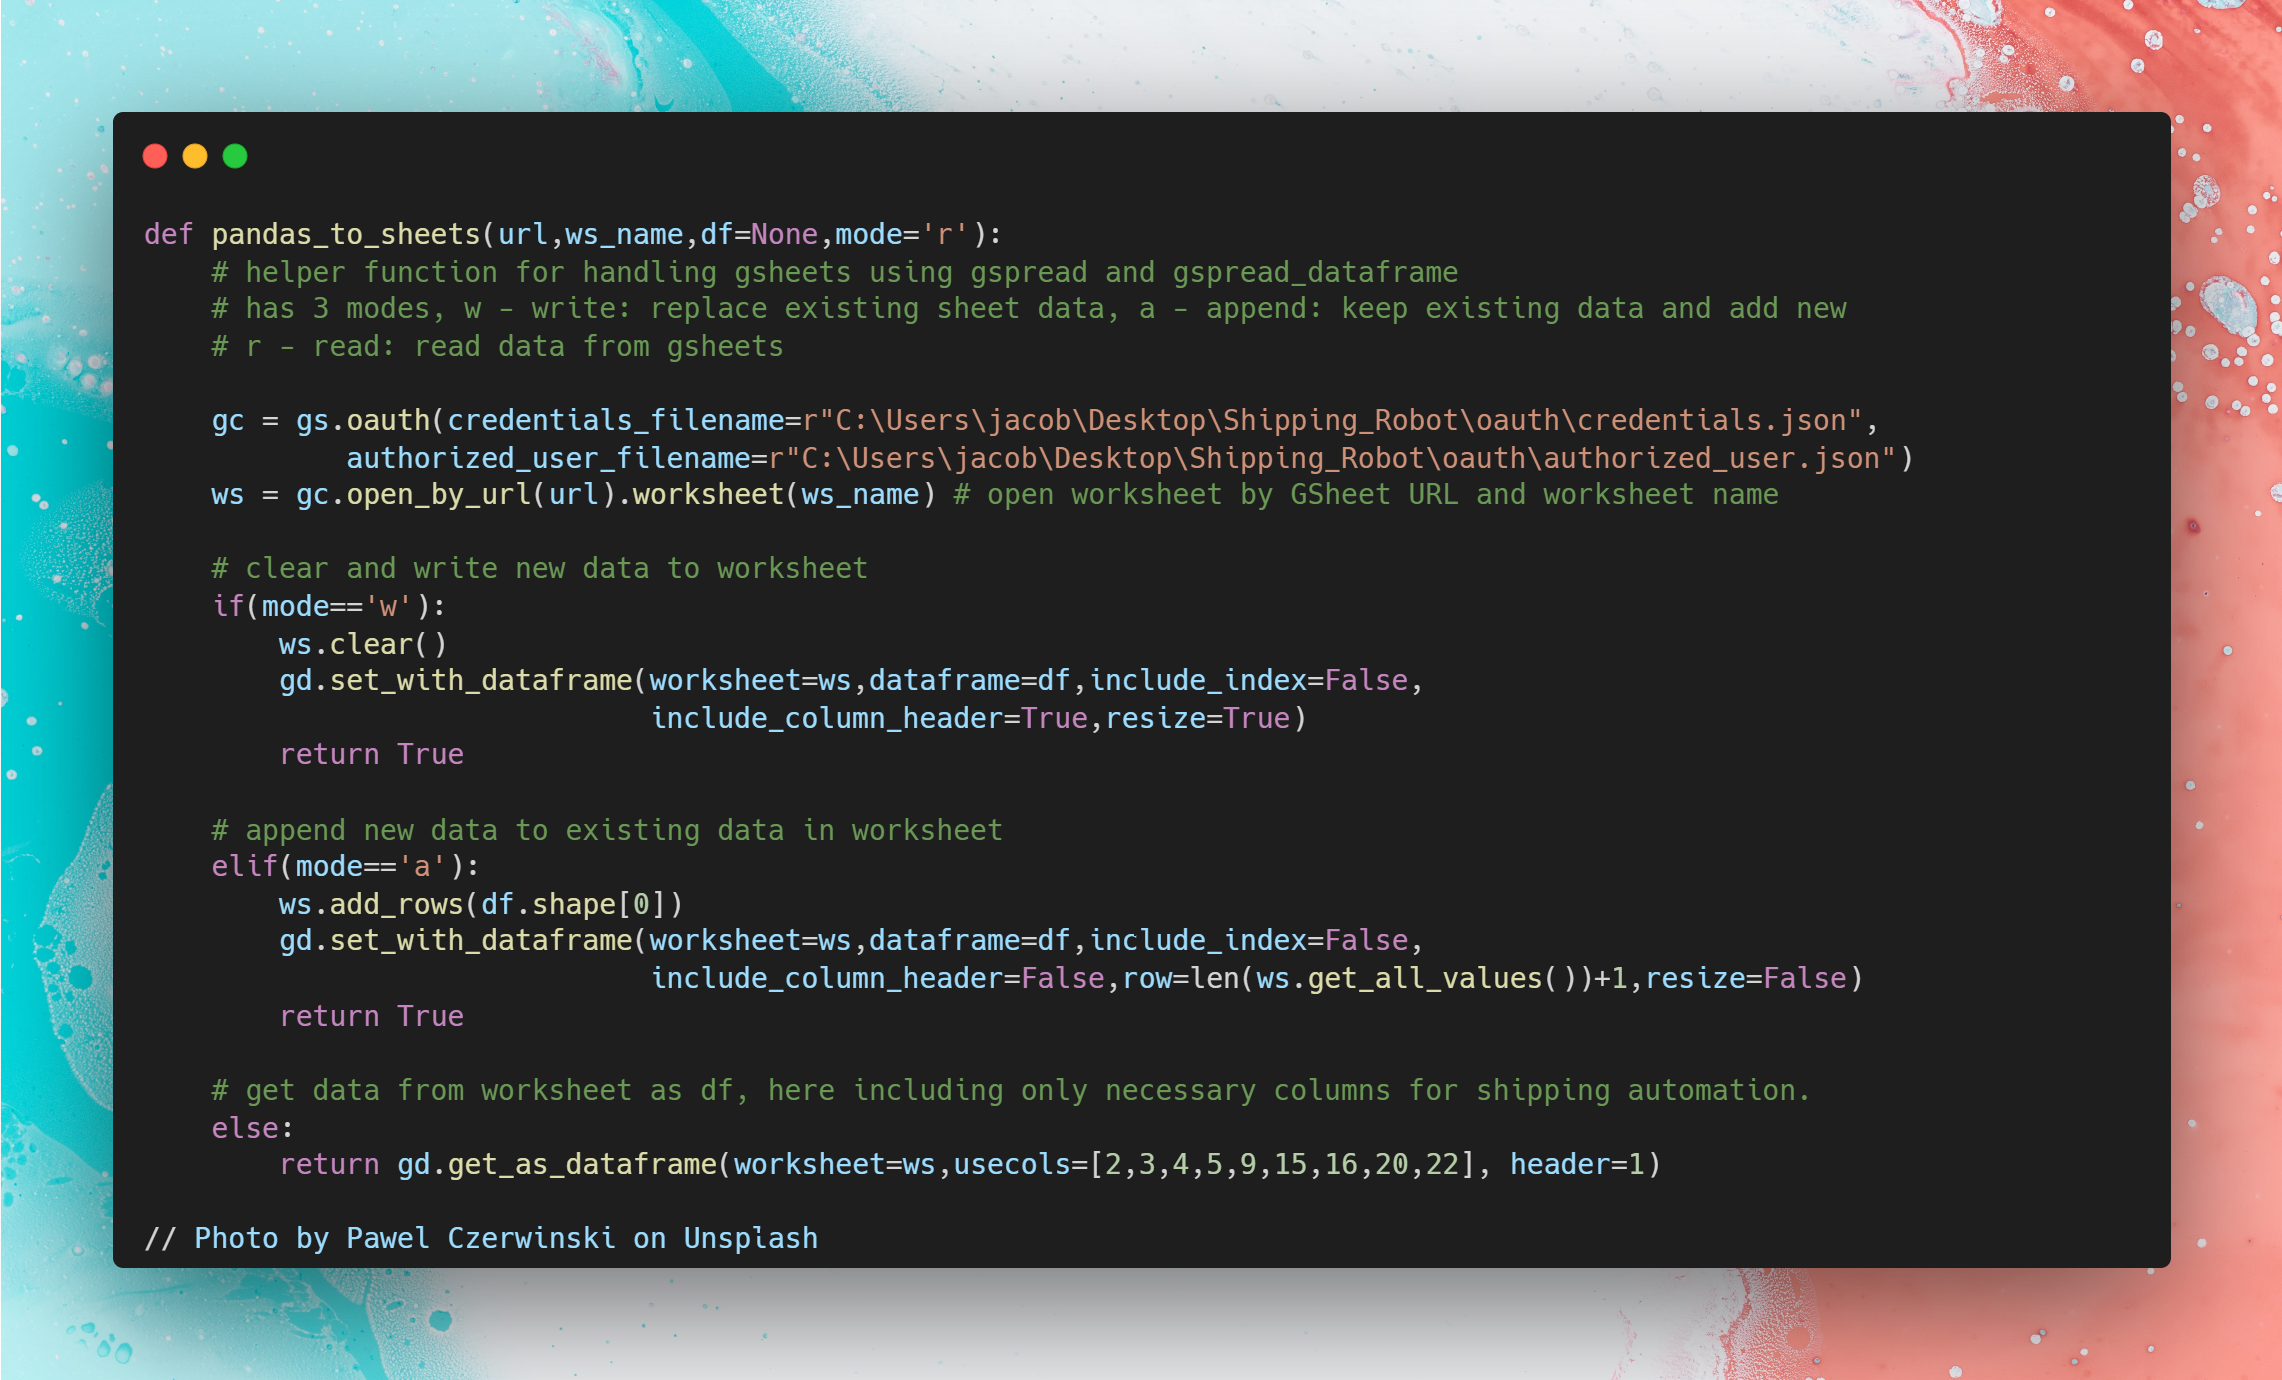 def pandas_to_sheets(url,ws_name,df=None,mode='r'):
    # helper function for handling gsheets using gspread and gspread_dataframe
    # has 3 modes, w - write: replace existing sheet data, a - append: keep existing data and add new
    # r - read: read data from gsheets

    gc = gs.oauth(credentials_filename=r"C:\Users\jacob\Desktop\Shipping_Robot\oauth\credentials.json",
            authorized_user_filename=r"C:\Users\jacob\Desktop\Shipping_Robot\oauth\authorized_user.json")
    ws = gc.open_by_url(url).worksheet(ws_name) # open worksheet by GSheet URL and worksheet name

    # clear and write new data to worksheet
    if(mode=='w'):
        ws.clear()
        gd.set_with_dataframe(worksheet=ws,dataframe=df,include_index=False,
                              include_column_header=True,resize=True)
        return True

    # append new data to existing data in worksheet
    elif(mode=='a'):
        ws.add_rows(df.shape[0])
        gd.set_with_dataframe(worksheet=ws,dataframe=df,include_index=False,
                              include_column_header=False,row=len(ws.get_all_values())+1,resize=False)
        return True

    # get data from worksheet as df, here including only necessary columns for shipping automation.
    else:
        return gd.get_as_dataframe(worksheet=ws,usecols=[2,3,4,5,9,15,16,20,22], header=1)

// Photo by Pawel Czerwinski on Unsplash